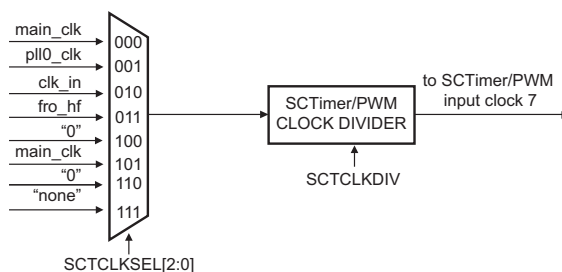 main_clk
000
pll0_clk
001
clk_in
010
fro_hf
011
“0”
100
main_clk
101
“0”
110
“none”
111
SCTCLKSEL[2:0]
SCTimer/PWM
CLOCK DIVIDER
SCTCLKDIV
to SCTimer/PWM
input clock 7